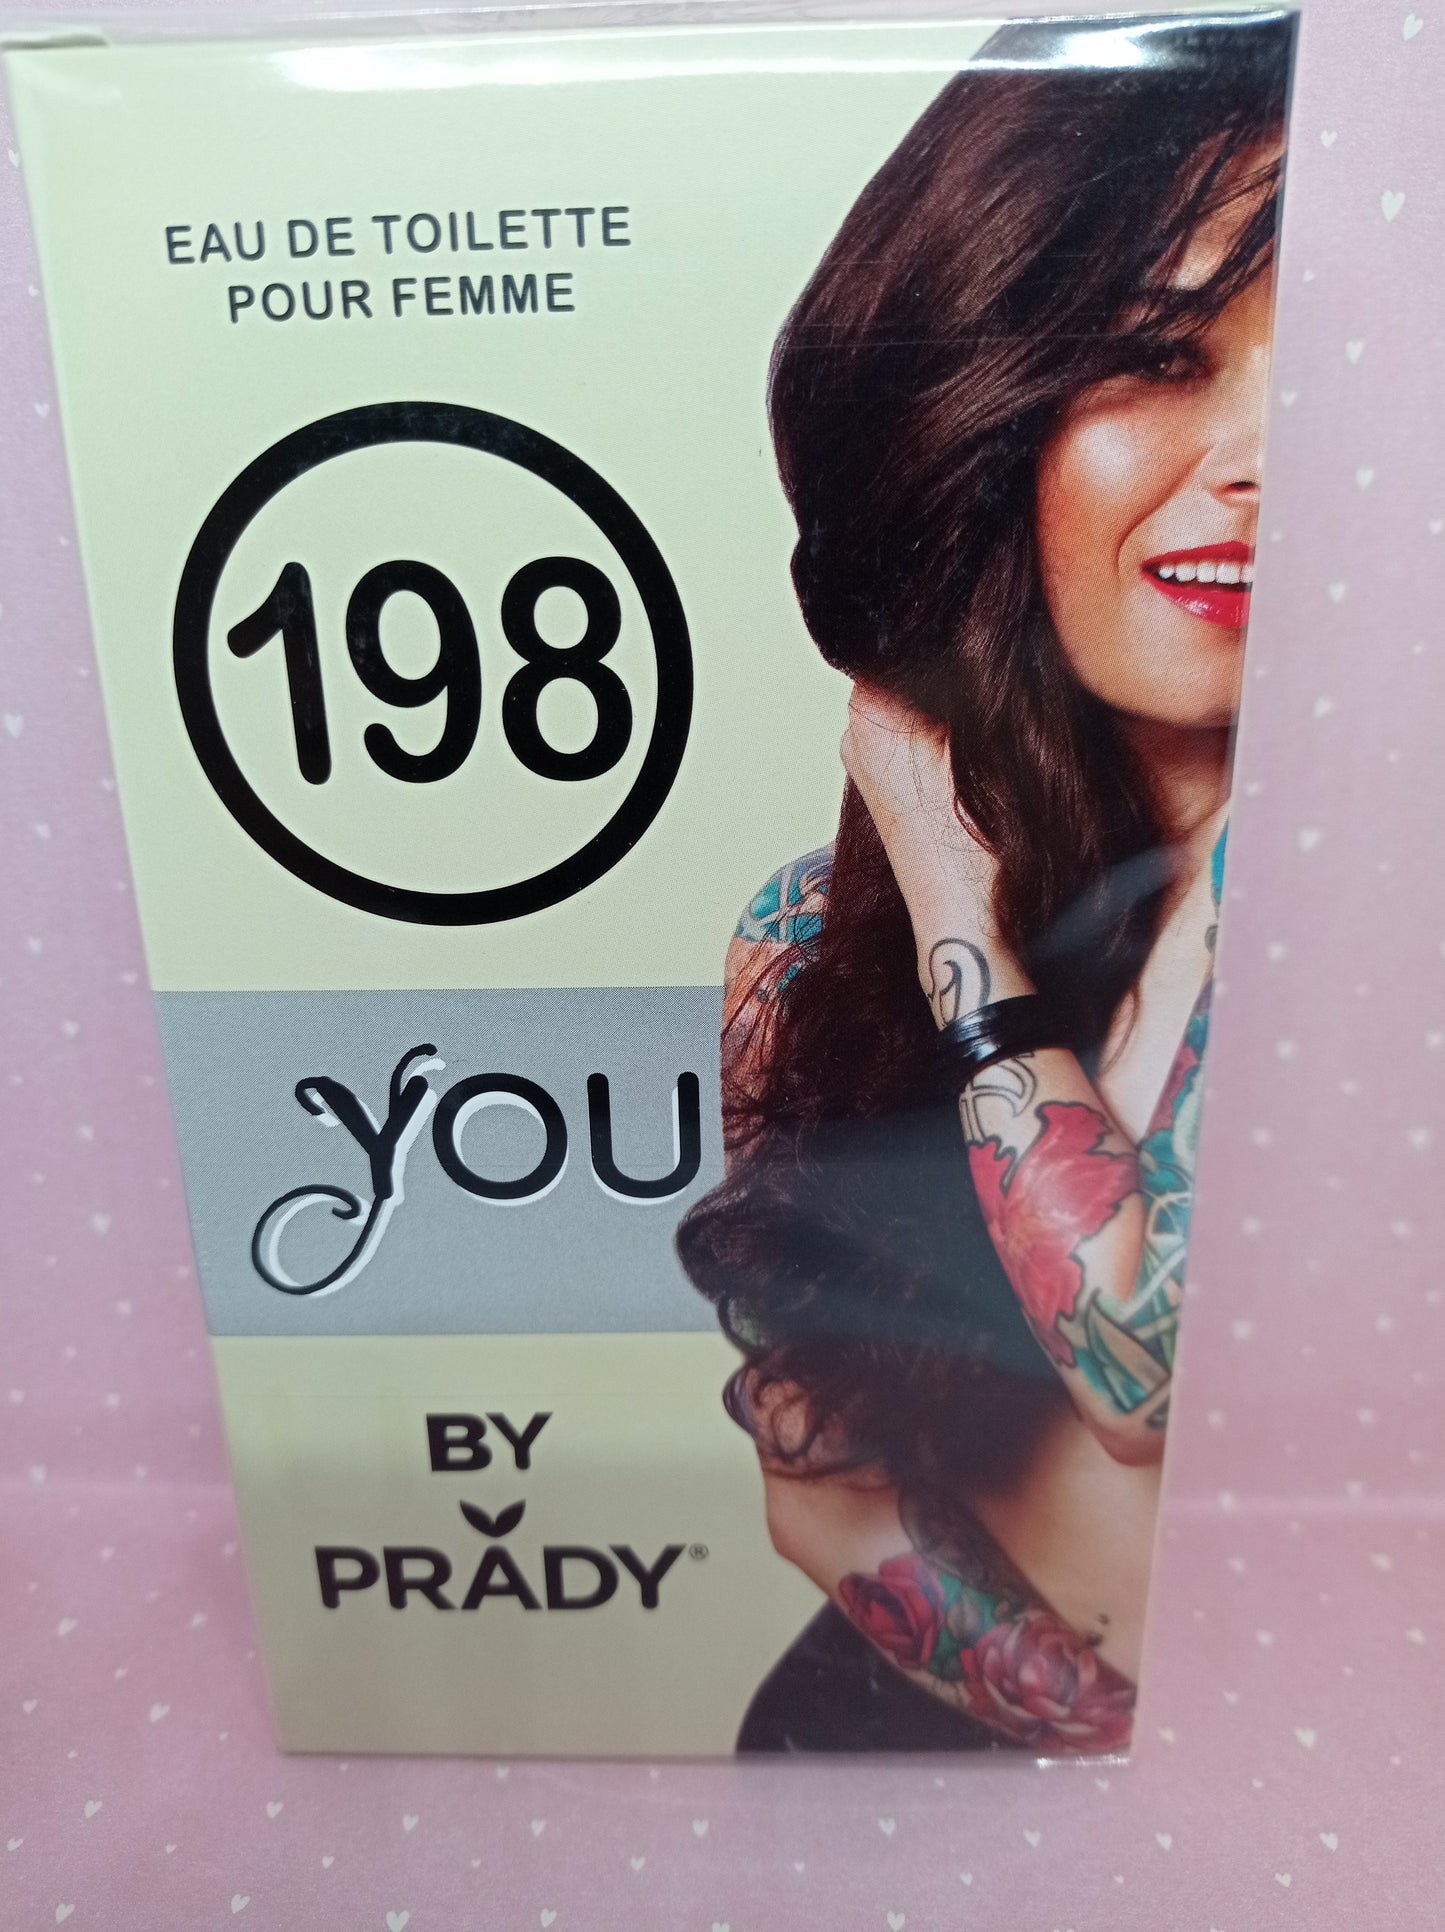 EAU DE TOILETTE
POUR FEMME
198
you
BY
PRADY®